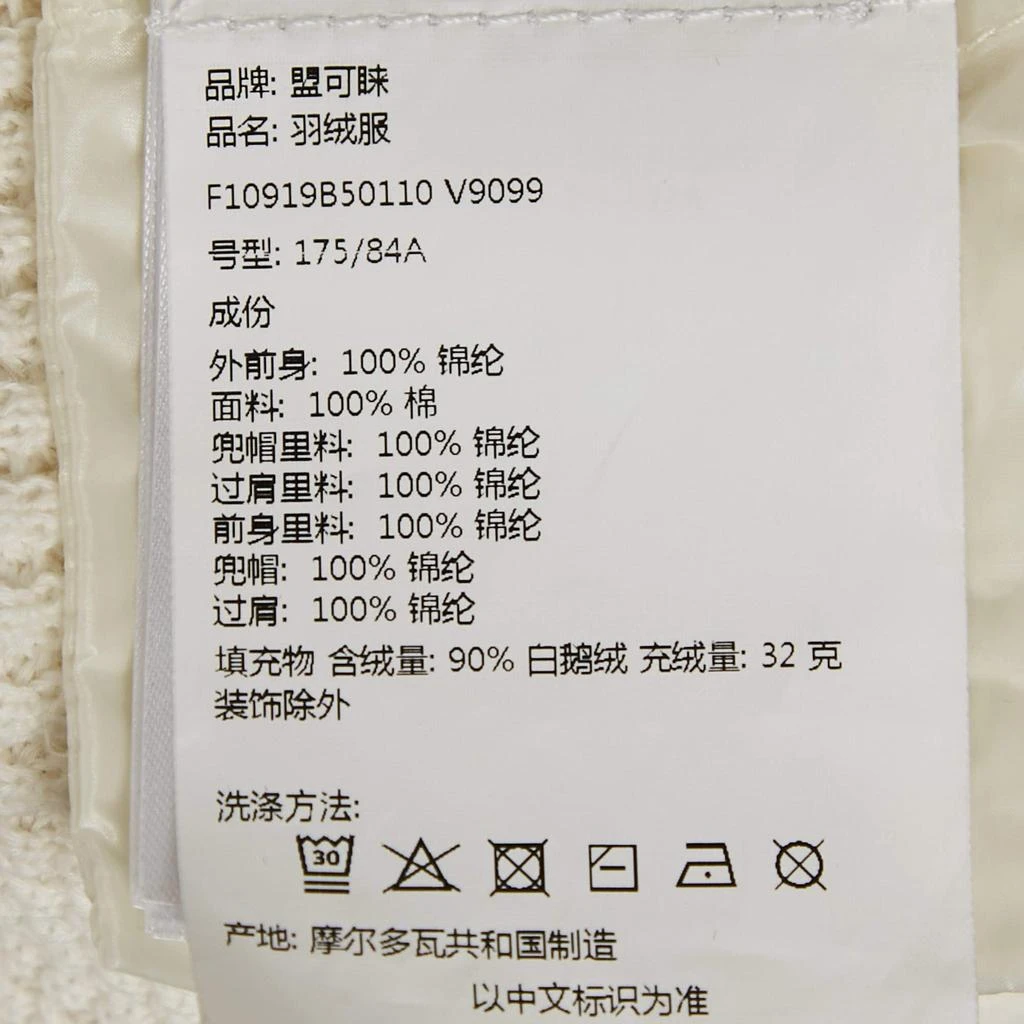 品牌: 盟可睐
品名: 羽绒服
F10919B50110 V9099
号型: 175/84A
成份
外前身: 100% 锦纶
面料: 100% 棉
兜帽里料: 100% 锦纶
过肩里料: 100% 锦纶
前身里料: 100% 锦纶
兜帽: 100% 锦纶
过肩: 100% 锦纶
填充物 含绒量: 90% 白鹅绒 充绒量: 32 克
装饰除外
洗涤方法:
30
产地: 摩尔多瓦共和国制造
以中文标识为准